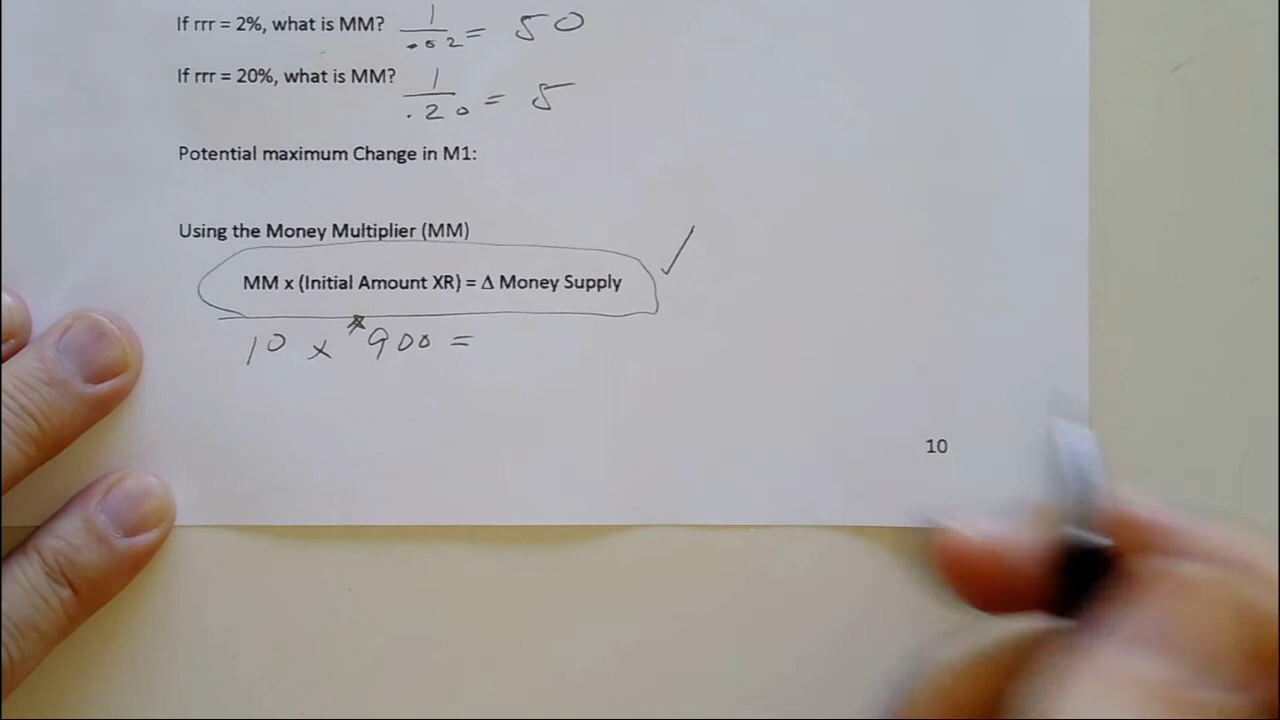 If rrr = 2%, what is MM? 1/.02 = 50
If rrr = 20%, what is MM? 1/.20 = 5
Potential maximum Change in M1:
Using the Money Multiplier (MM)
MM x (Initial Amount XR) = Δ Money Supply
10 x $900 =
10